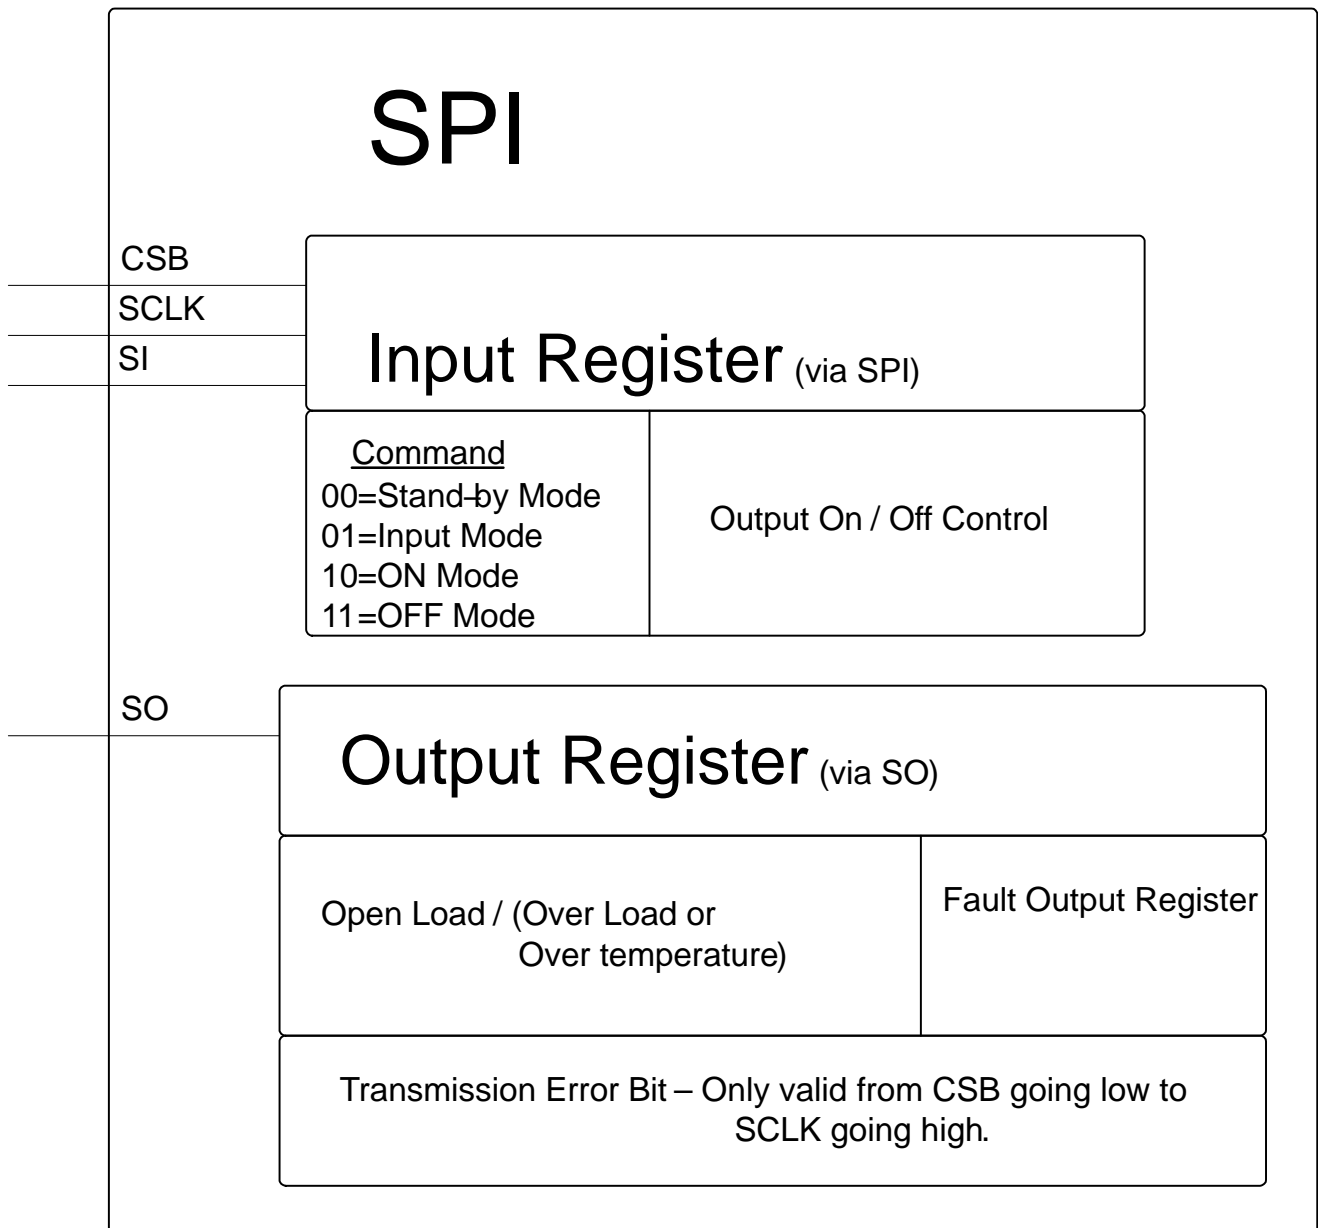 SPI
CSB
SCLK
SI
Input Register (via SPI)
Command
00=Stand-by Mode
01=Input Mode
10=ON Mode
11=OFF Mode
Output On / Off Control
SO
Output Register (via SO)
Open Load / (Over Load or
Over temperature)
Fault Output Register
Transmission Error Bit – Only valid from CSB going low to
SCLK going high.